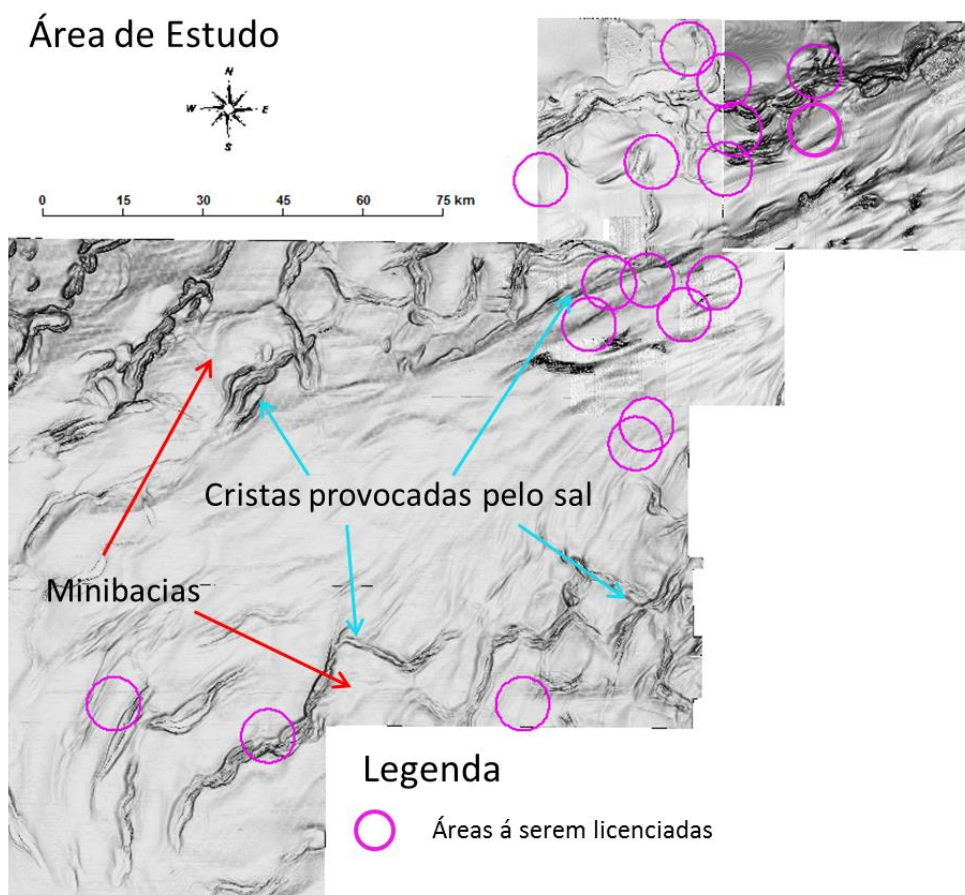 Área de Estudo
N
W E
S
0 15 30 45 60 75 km
Cristas provocadas pelo sal
Minibacias
Legenda
Áreas á serem licenciadas